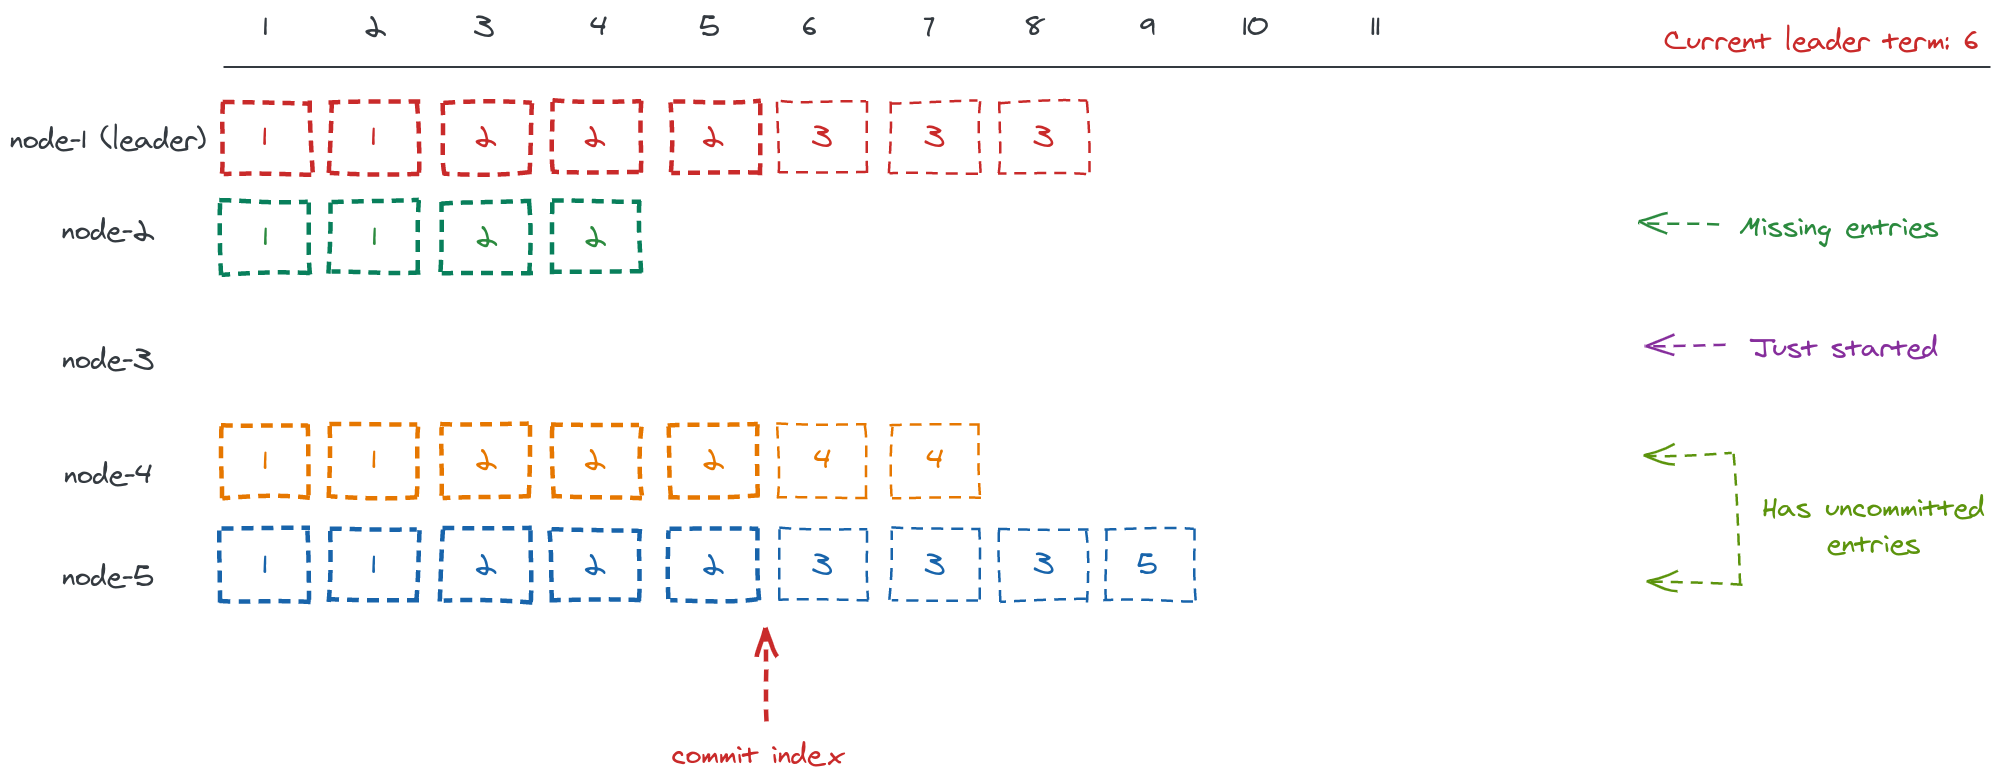 1 2 3 4 5 6 7 8 9 10 11
Current leader term: 6
node-1 (leader) 1 1 2 2 2 3 3 3
node-2 1 1 2 2
Missing entries
node-3
Just started
node-4 1 1 2 2 2 4 4
Has uncommitted
entries
node-5 1 1 2 2 2 3 3 3 5
commit index